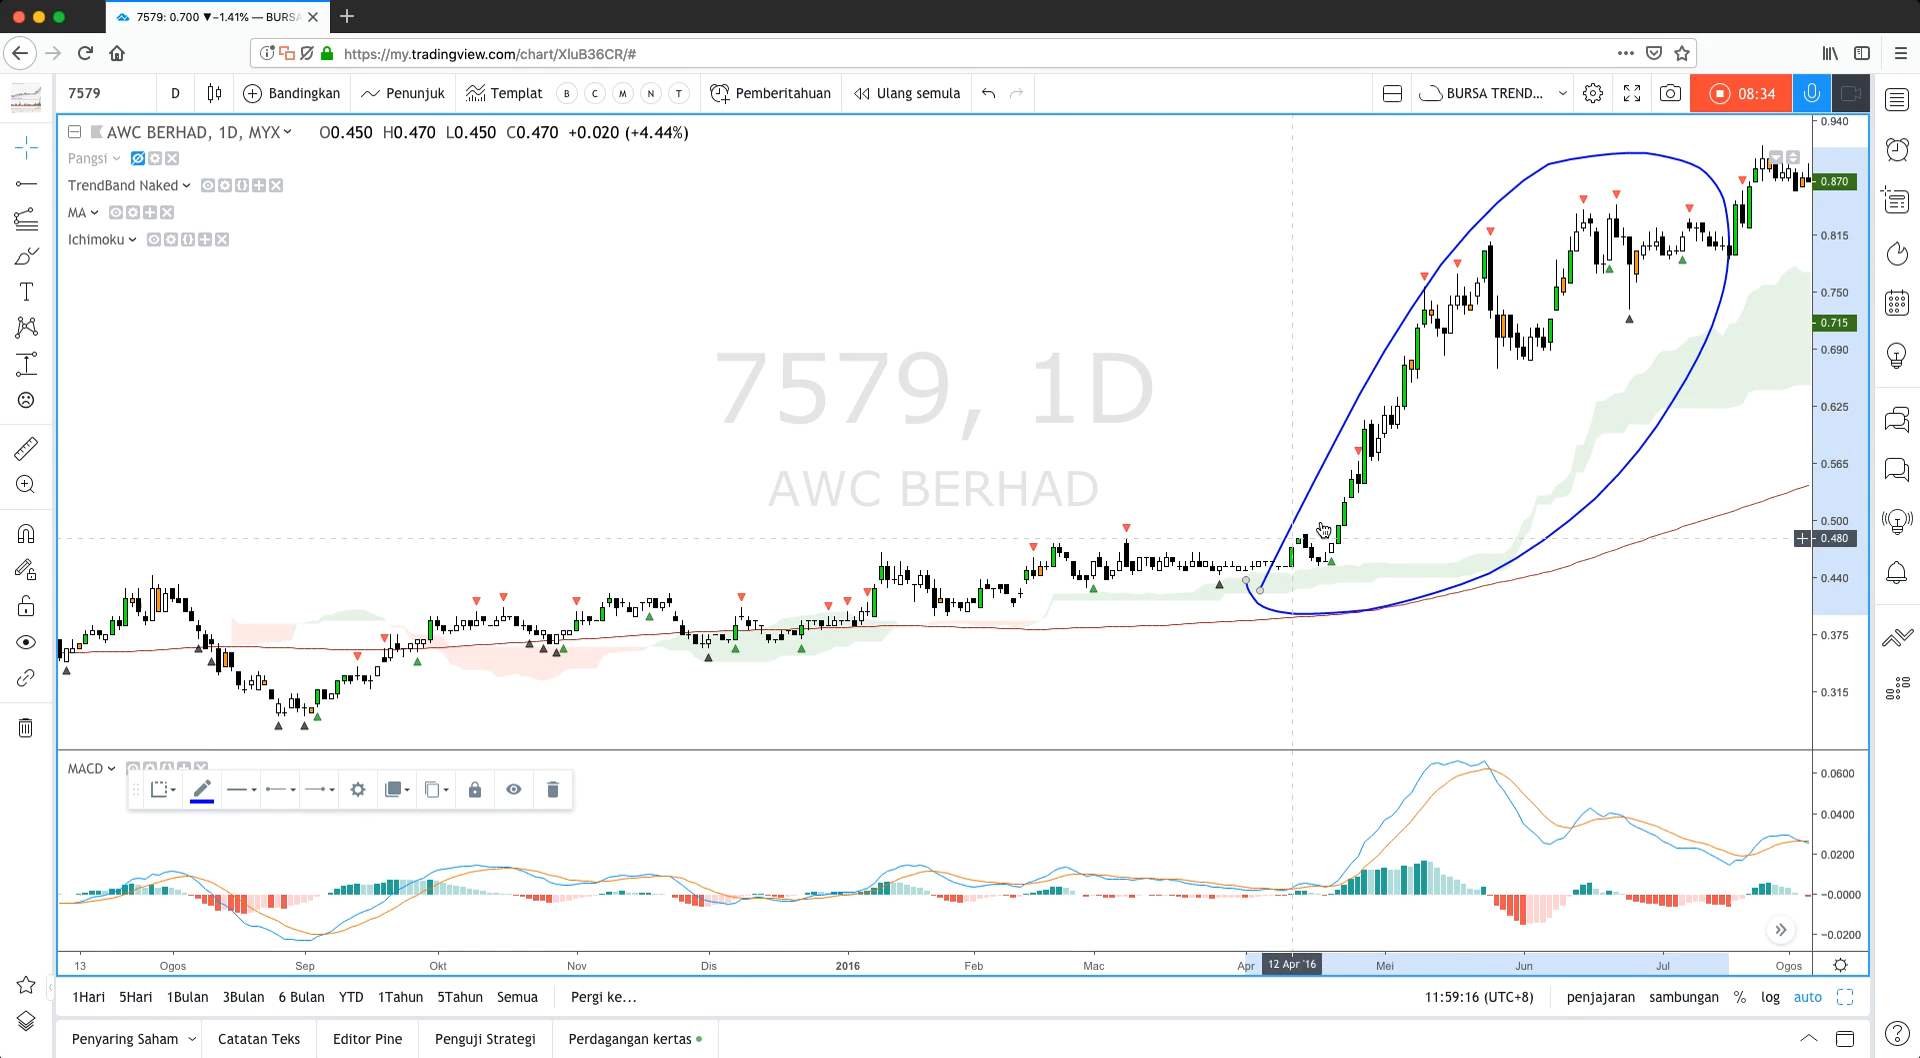 7579: 0.700 ▼−1.41% — BURSA
https://my.tradingview.com/chart/XluB36CR/#
7579 D Bandingkan Penunjuk Templat B C M N T Pemberitahuan Ulang semula BURSA TREND... 08:34
AWC BERHAD, 1D, MYX O0.450 H0.470 L0.450 C0.470 +0.020 (+4.44%)
Pangsi
TrendBand Naked
MA
Ichimoku
7579, 1D
AWC BERHAD
0.940
0.870
0.815
0.750
0.715
0.690
0.625
0.565
0.500
0.480
0.440
0.375
0.315
MACD
0.0600
0.0400
0.0200
−0.0000
−0.0200
13 Ogos Sep Okt Nov Dis 2016 Feb Mac Apr 12 Apr '16 Mei Jun Jul Ogos
1Hari 5Hari 1Bulan 3Bulan 6 Bulan YTD 1Tahun 5Tahun Semua Pergi ke... 11:59:16 (UTC+8) penjajaran sambungan % log auto
Penyaring Saham Catatan Teks Editor Pine Penguji Strategi Perdagangan kertas